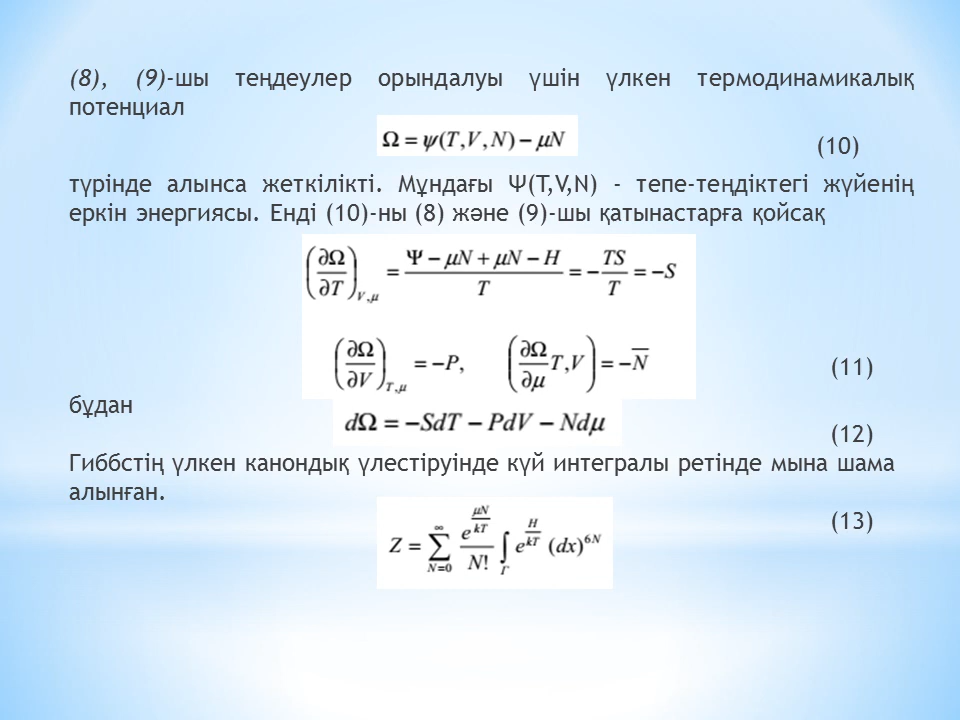 (8), (9)-шы теңдеулер орындалуы үшін үлкен термодинамикалық
потенциал
Ω = ψ(T,V,N) − μN
(10)
түрінде алынса жеткілікті. Мұндағы Ψ(T,V,N) - тепе-теңдіктегі жүйенің
еркін энергиясы. Енді (10)-ны (8) және (9)-шы қатынастарға қойсақ
(∂Ω/∂T)_{V,μ} = (Ψ − μN + μN − H)/T = −TS/T = −S
(∂Ω/∂V)_{T,μ} = −P, (∂Ω/∂μ T,V) = −N̅
(11)
бұдан
dΩ = −SdT − PdV − Ndμ
(12)
Гиббстің үлкен канондық үлестіруінде күй интегралы ретінде мына шама
алынған.
(13)
Z = ∑_{N=0}^{∞} e^{μN/kT}/N! ∫_Γ e^{H/kT} (dx)^{6N}